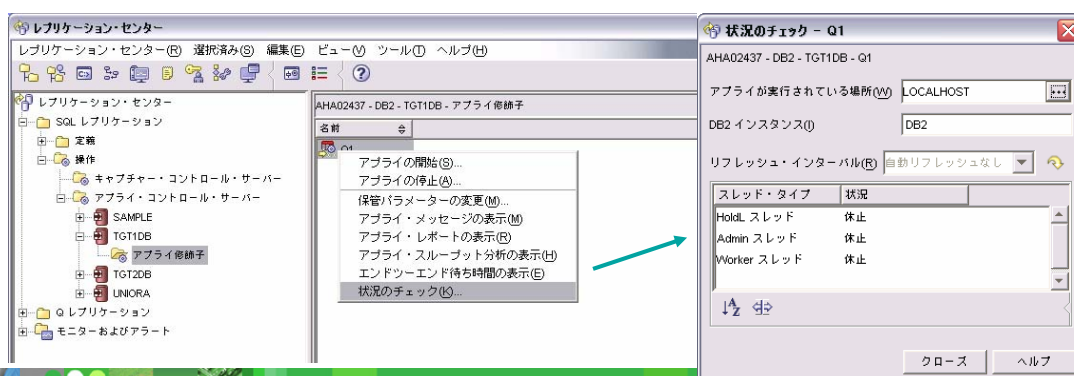 レプリケーション・センター
レプリケーション・センター(R) 選択済み(S) 編集(E) ビュー(V) ツール(T) ヘルプ(H)
レプリケーション・センター
SQL レプリケーション
定義
操作
キャプチャー・コントロール・サーバー
アプライ・コントロール・サーバー
SAMPLE
TGT1DB
アプライ修飾子
TGT2DB
UNIORA
Q レプリケーション
モニターおよびアラート
AHA02437 - DB2 - TGT1DB - アプライ修飾子
名前
Q1
アプライの開始(S)...
アプライの停止(A)...
保管パラメーターの変更(M)...
アプライ・メッセージの表示(M)
アプライ・レポートの表示(R)
アプライ・スループット分析の表示(H)
エンドツーエンド待ち時間の表示(E)
状況のチェック(K)...
状況のチェック - Q1
AHA02437 - DB2 - TGT1DB - Q1
アプライが実行されている場所(W) LOCALHOST
DB2 インスタンス(I) DB2
リフレッシュ・インターバル(R) 自動リフレッシュなし
スレッド・タイプ 状況
HoldL スレッド 休止
Admin スレッド 休止
Worker スレッド 休止
クローズ ヘルプ